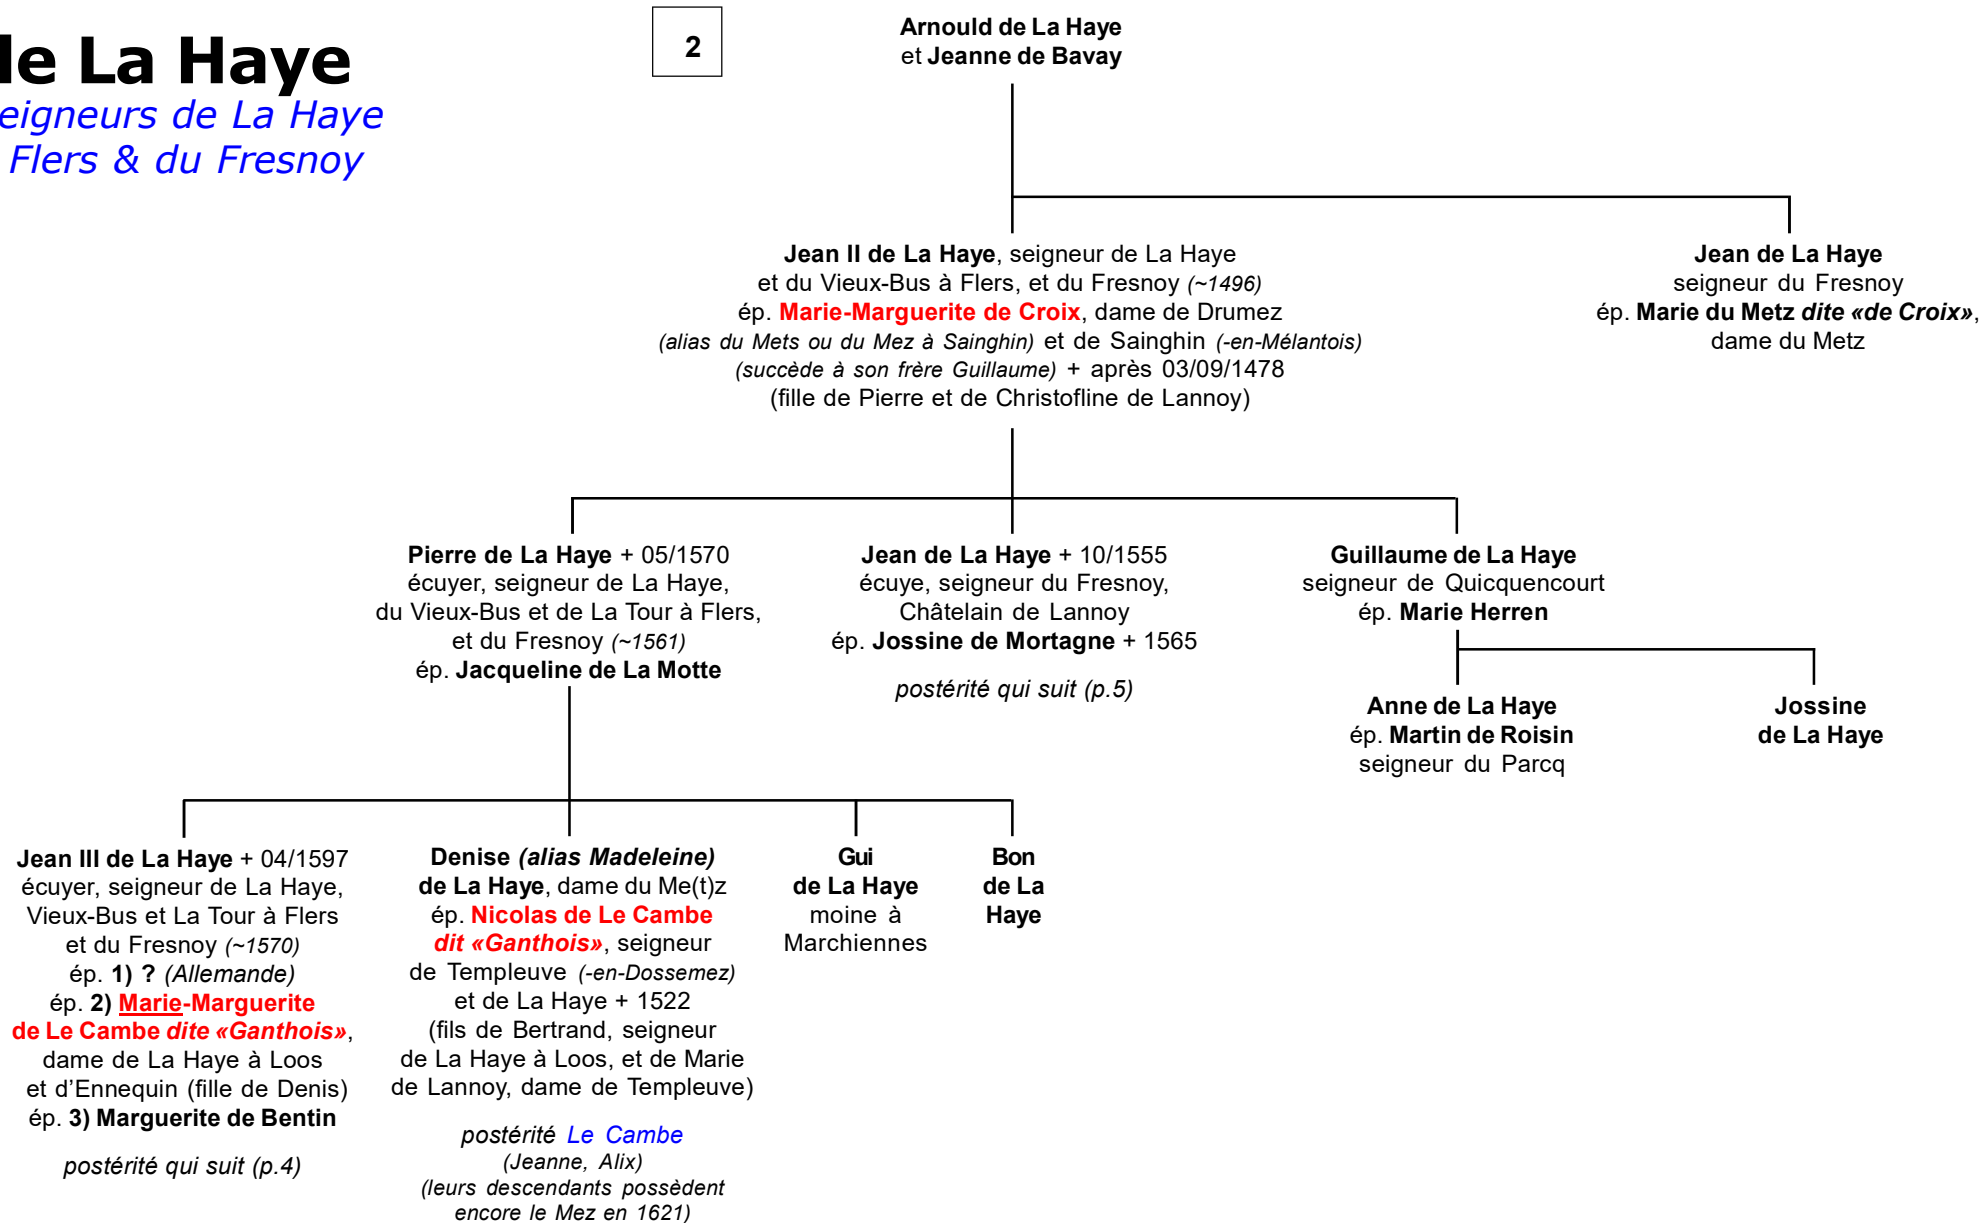 de La Haye
eigneurs de La Haye
Flers & du Fresnoy
2
Arnould de La Haye
et Jeanne de Bavay
Jean II de La Haye, seigneur de La Haye
et du Vieux-Bus à Flers, et du Fresnoy (~1496)
ép. Marie-Marguerite de Croix, dame de Drumez
(alias du Mets ou du Mez à Sainghin) et de Sainghin (-en-Mélantois)
(succède à son frère Guillaume) + après 03/09/1478
(fille de Pierre et de Christofline de Lannoy)
Jean de La Haye
seigneur du Fresnoy
ép. Marie du Metz dite «de Croix»,
dame du Metz
Pierre de La Haye + 05/1570
écuyer, seigneur de La Haye,
du Vieux-Bus et de La Tour à Flers,
et du Fresnoy (~1561)
ép. Jacqueline de La Motte
Jean de La Haye + 10/1555
écuye, seigneur du Fresnoy,
Châtelain de Lannoy
ép. Jossine de Mortagne + 1565
postérité qui suit (p.5)
Guillaume de La Haye
seigneur de Quicquencourt
ép. Marie Herren
Anne de La Haye
ép. Martin de Roisin
seigneur du Parcq
Jossine
de La Haye
Jean III de La Haye + 04/1597
écuyer, seigneur de La Haye,
Vieux-Bus et La Tour à Flers
et du Fresnoy (~1570)
ép. 1) ? (Allemande)
ép. 2) Marie-Marguerite
de Le Cambe dite «Ganthois»,
dame de La Haye à Loos
et d'Ennequin (fille de Denis)
ép. 3) Marguerite de Bentin
postérité qui suit (p.4)
Denise (alias Madeleine)
de La Haye, dame du Me(t)z
ép. Nicolas de Le Cambe
dit «Ganthois», seigneur
de Templeuve (-en-Dossemez)
et de La Haye + 1522
(fils de Bertrand, seigneur
de La Haye à Loos, et de Marie
de Lannoy, dame de Templeuve)
postérité Le Cambe
(Jeanne, Alix)
(leurs descendants possèdent
encore le Mez en 1621)
Gui
de La Haye
moine à
Marchiennes
Bon
de La
Haye